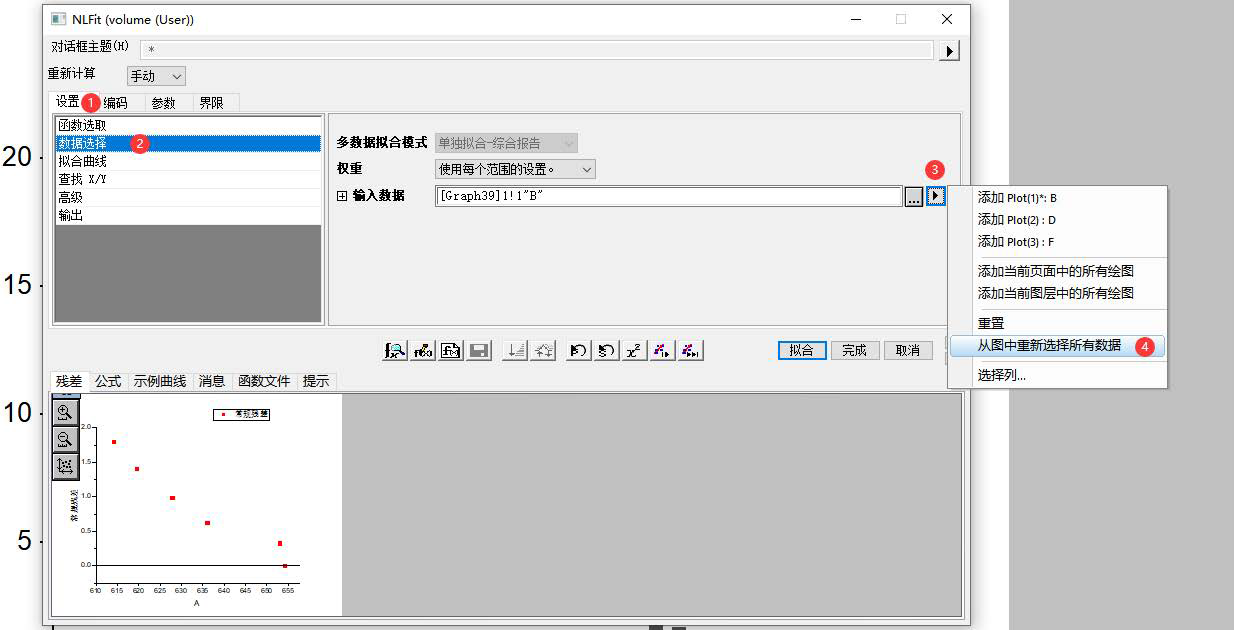 NLFit (volume (User))
对话框主题(H) *
重新计算 手动
设置 1 编码 参数 界限
函数选取
数据选择 2
拟合曲线
查找 X/Y
高级
输出
多数据拟合模式 单独拟合-综合报告
权重 使用每个范围的设置。
3
输入数据 [Graph39]1!1"B" ...
添加 Plot(1)*: B
添加 Plot(2) : D
添加 Plot(3) : F
添加当前页面中的所有绘图
添加当前图层中的所有绘图
重置
从图中重新选择所有数据 4
选择列...
拟合 完成 取消
残差 公式 示例曲线 消息 函数文件 提示
常规残差
2.0
1.5
1.0
0.5
0.0
常规残差
610 615 620 625 630 635 640 645 650 655
A
20
15
10
5